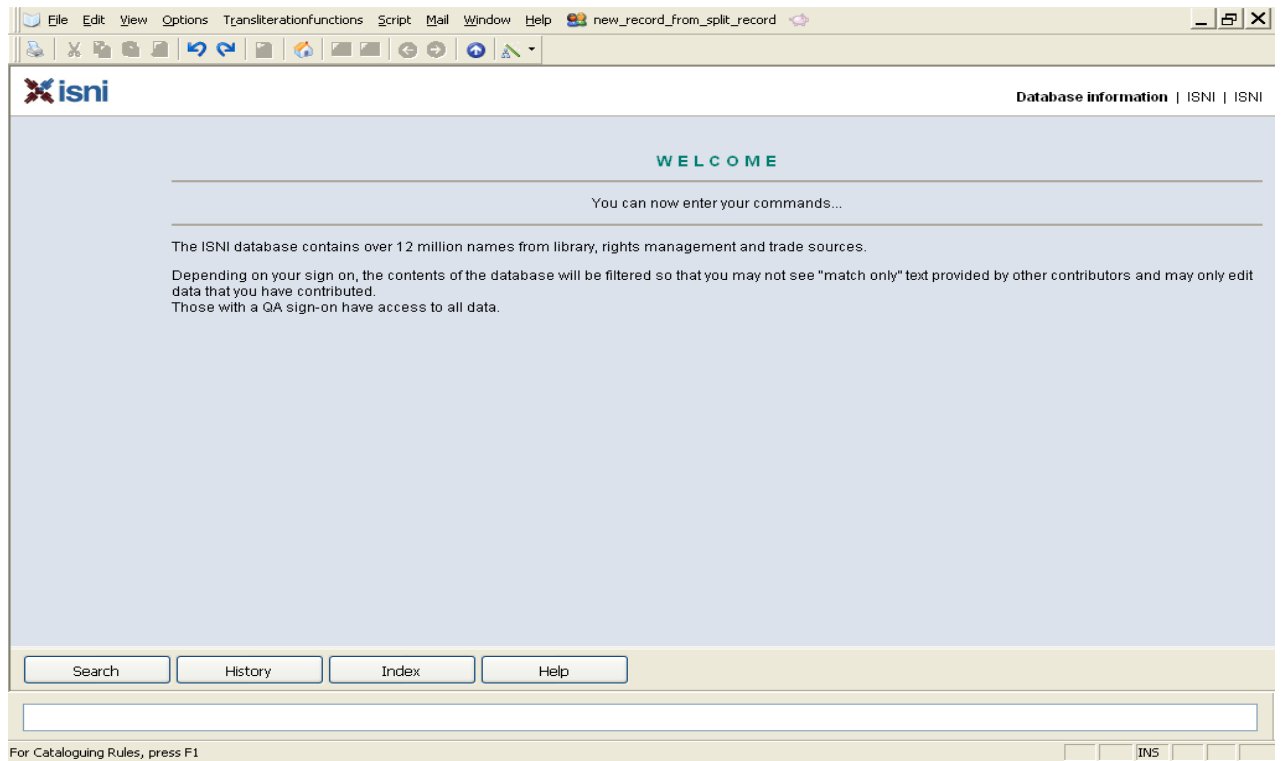 File Edit View Options Transliterationfunctions Script Mail Window Help new_record_from_split_record
isni
Database information | ISNI | ISNI
WELCOME
You can now enter your commands...
The ISNI database contains over 12 million names from library, rights management and trade sources.
Depending on your sign on, the contents of the database will be filtered so that you may not see "match only" text provided by other contributors and may only edit
data that you have contributed.
Those with a QA sign-on have access to all data.
Search History Index Help
For Cataloguing Rules, press F1 INS